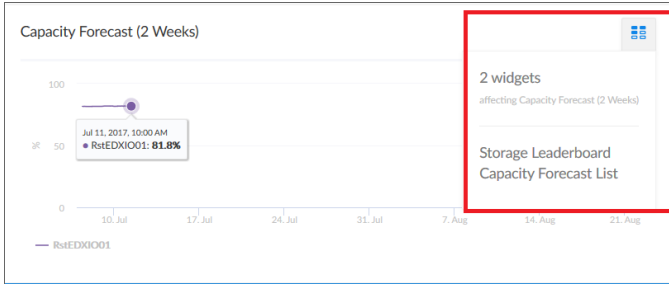 Capacity Forecast (2 Weeks)
2 widgets
affecting Capacity Forecast (2 Weeks)
Storage Leaderboard
Capacity Forecast List
100
Jul 11, 2017, 10:00 AM
● RstEDXIO01: 81.8%
%
50
0
10. Jul
17. Jul
24. Jul
31. Jul
7. Aug
14. Aug
21. Aug
RstEDXIO01